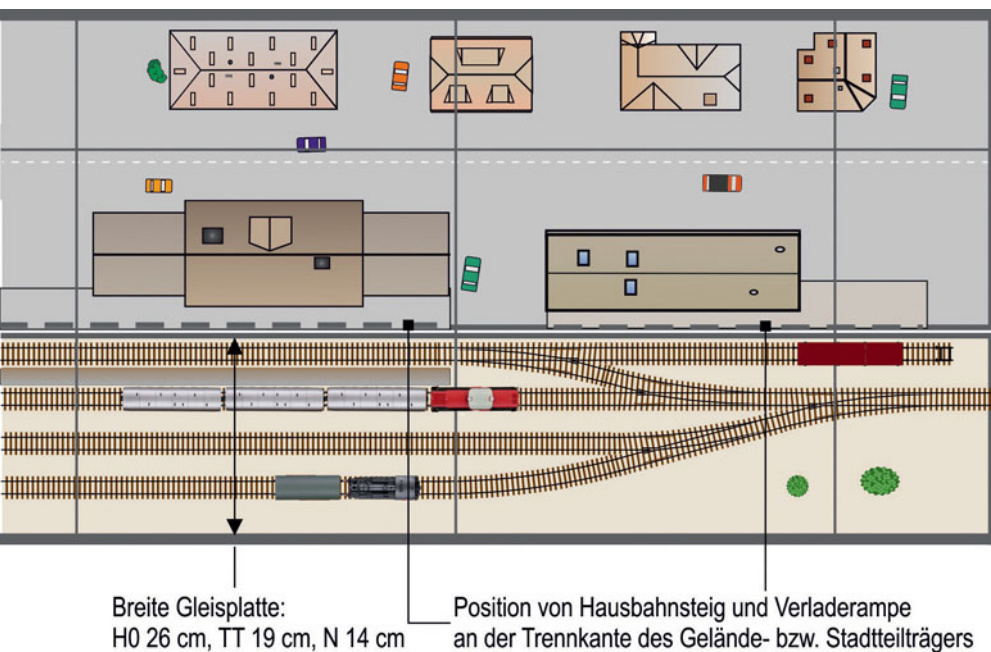 Breite Gleisplatte:
H0 26 cm, TT 19 cm, N 14 cm
Position von Hausbahnsteig und Verladerampe
an der Trennkante des Gelände- bzw. Stadtteilträgers